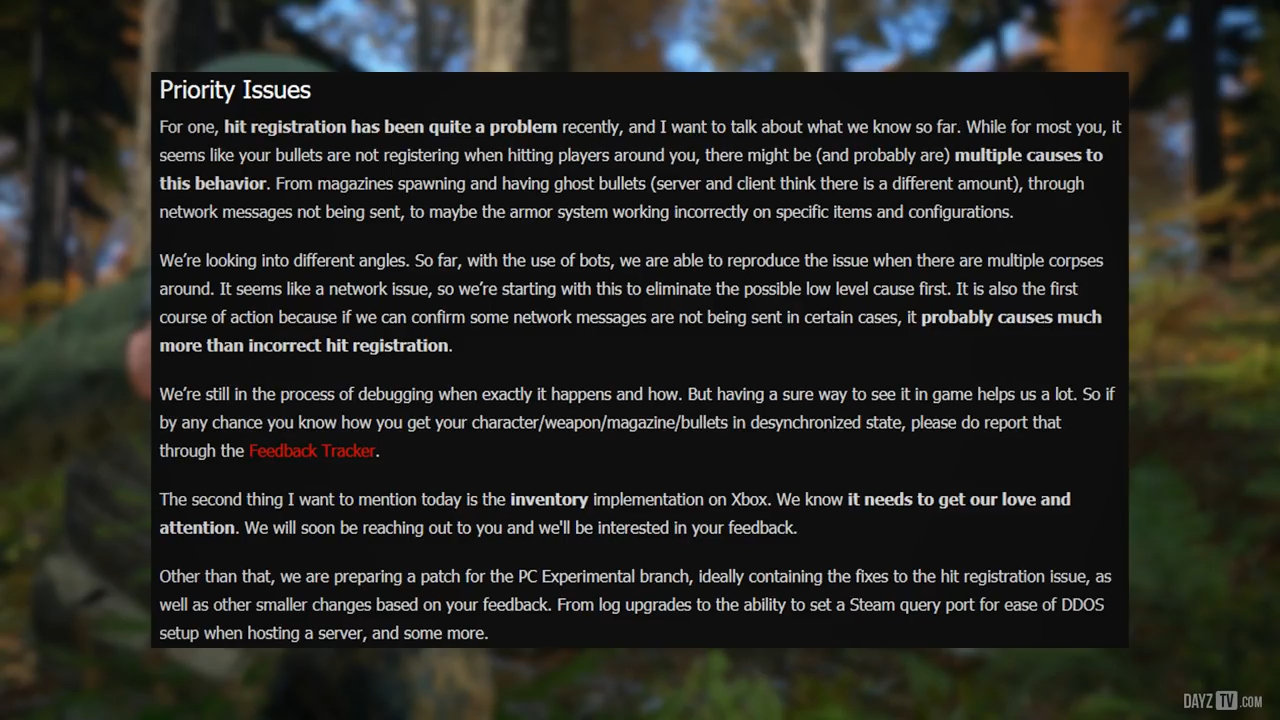 Priority Issues
For one, hit registration has been quite a problem recently, and I want to talk about what we know so far. While for most you, it
seems like your bullets are not registering when hitting players around you, there might be (and probably are) multiple causes to
this behavior. From magazines spawning and having ghost bullets (server and client think there is a different amount), through
network messages not being sent, to maybe the armor system working incorrectly on specific items and configurations.
We’re looking into different angles. So far, with the use of bots, we are able to reproduce the issue when there are multiple corpses
around. It seems like a network issue, so we’re starting with this to eliminate the possible low level cause first. It is also the first
course of action because if we can confirm some network messages are not being sent in certain cases, it probably causes much
more than incorrect hit registration.
We’re still in the process of debugging when exactly it happens and how. But having a sure way to see it in game helps us a lot. So if
by any chance you know how you get your character/weapon/magazine/bullets in desynchronized state, please do report that
through the Feedback Tracker.
The second thing I want to mention today is the inventory implementation on Xbox. We know it needs to get our love and
attention. We will soon be reaching out to you and we'll be interested in your feedback.
Other than that, we are preparing a patch for the PC Experimental branch, ideally containing the fixes to the hit registration issue, as
well as other smaller changes based on your feedback. From log upgrades to the ability to set a Steam query port for ease of DDOS
setup when hosting a server, and some more.
DAYZ TV .COM